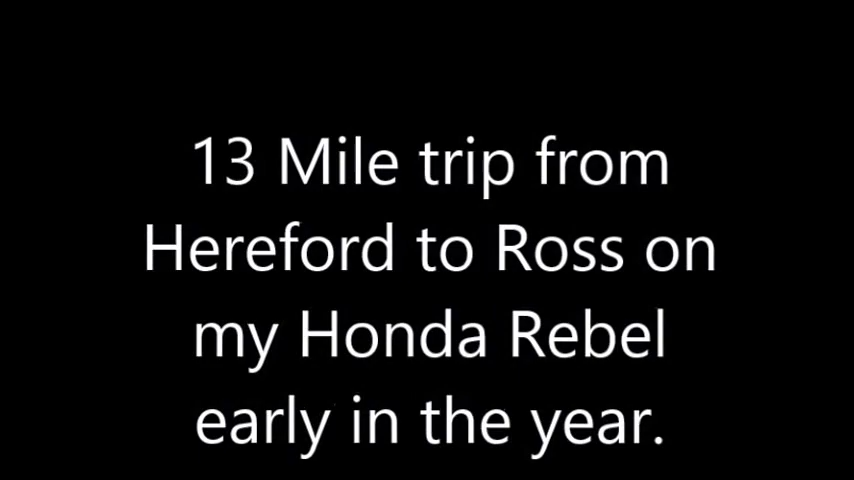 13 Mile trip from
Hereford to Ross on
my Honda Rebel
early in the year.